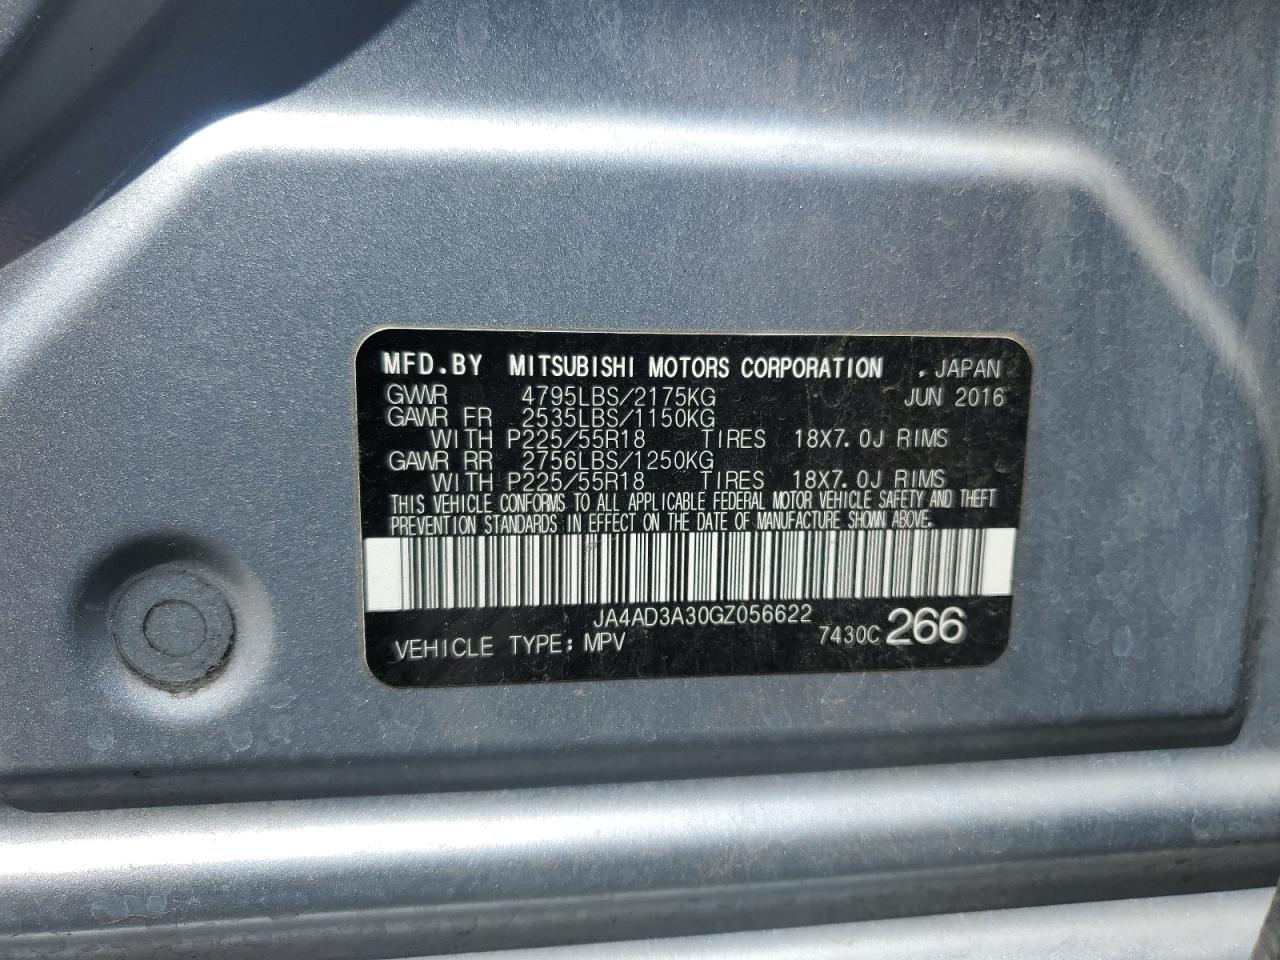 MFD.BY MITSUBISHI MOTORS CORPORATION . JAPAN
GWWR 4795LBS/2175KG JUN 2016
GAWR FR 2535LBS/1150KG
WITH P225/55R18 TIRES 18X7.0J RIMS
GAWR RR 2756LBS/1250KG
WITH P225/55R18 TIRES 18X7.0J RIMS
THIS VEHICLE CONFORMS TO ALL APPLICABLE FEDERAL MOTOR VEHICLE SAFETY AND THEFT
PREVENTION STANDARDS IN EFFECT ON THE DATE OF MANUFACTURE SHOWN ABOVE.
JA4AD3A30GZ056622
VEHICLE TYPE: MPV 7430C 266